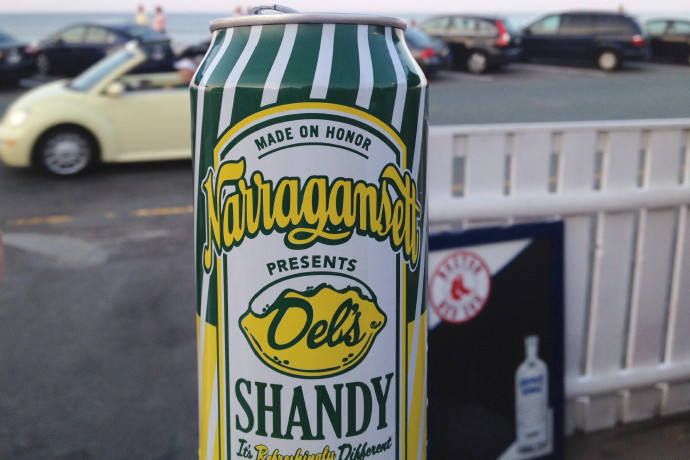 MADE ON HONOR
Narragansett
PRESENTS
Del's
SHANDY
It's Refreshingly Different
BOSTON
RED SOX